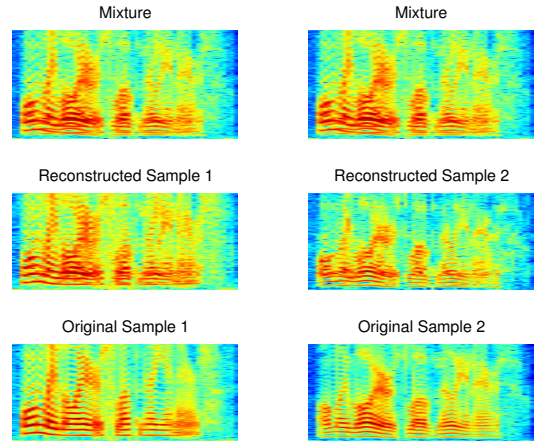 Mixture Mixture
Reconstructed Sample 1 Reconstructed Sample 2
Original Sample 1 Original Sample 2